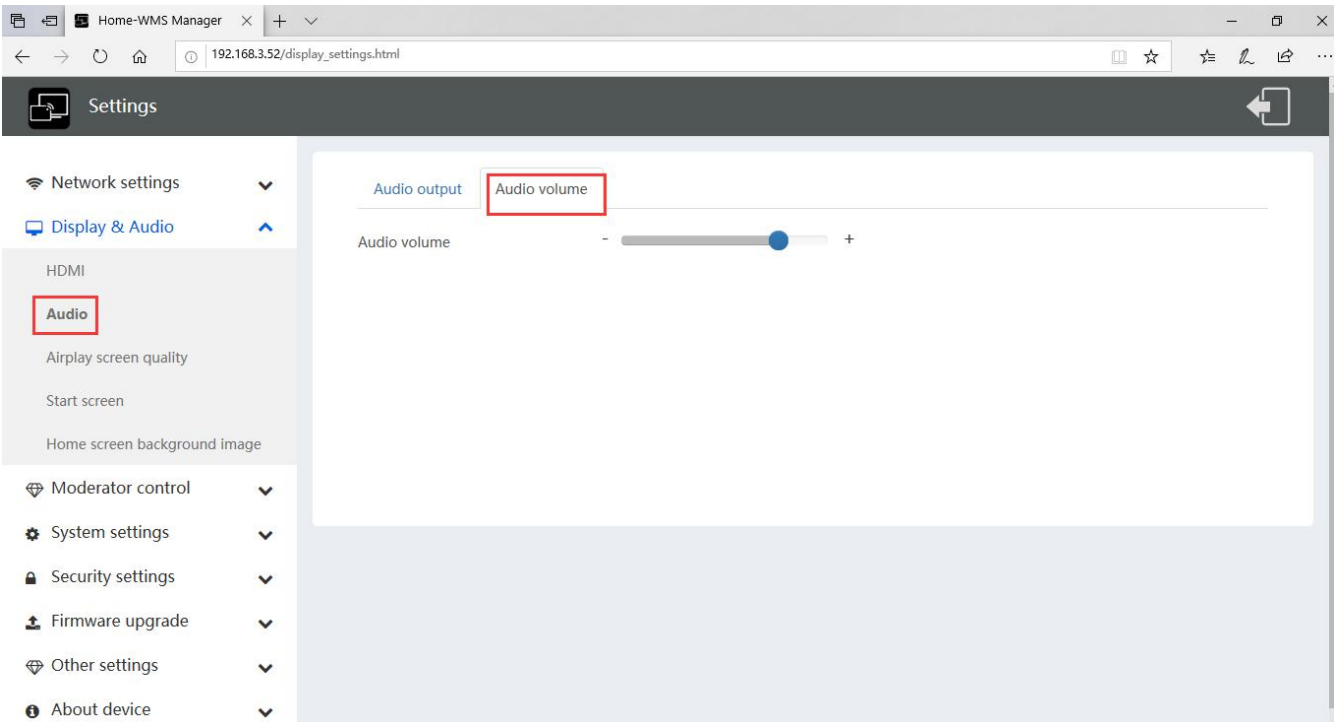 Home-WMS Manager
192.168.3.52/display_settings.html
Settings
Network settings
Display & Audio
HDMI
Audio
Airplay screen quality
Start screen
Home screen background image
Moderator control
System settings
Security settings
Firmware upgrade
Other settings
About device
Audio output
Audio volume
Audio volume - +